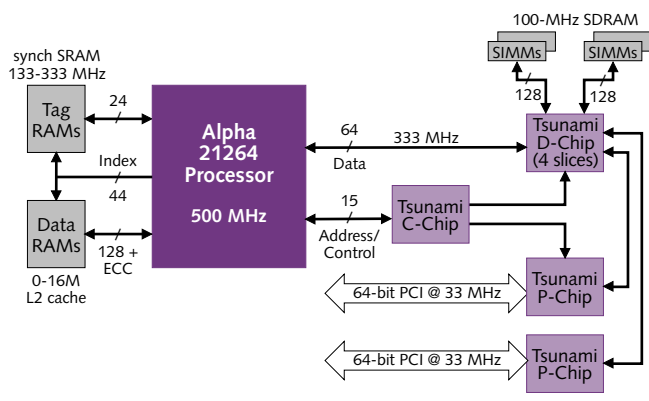 100-MHz SDRAM
SIMMs
SIMMs
128
128
synch SRAM
133-333 MHz
Tag
RAMs
24
Index
44
Data
RAMs
128 +
ECC
0-16M
L2 cache
Alpha
21264
Processor
500 MHz
64
333 MHz
Data
15
Address/
Control
Tsunami
D-Chip
(4 slices)
Tsunami
C-Chip
64-bit PCI @ 33 MHz
Tsunami
P-Chip
64-bit PCI @ 33 MHz
Tsunami
P-Chip